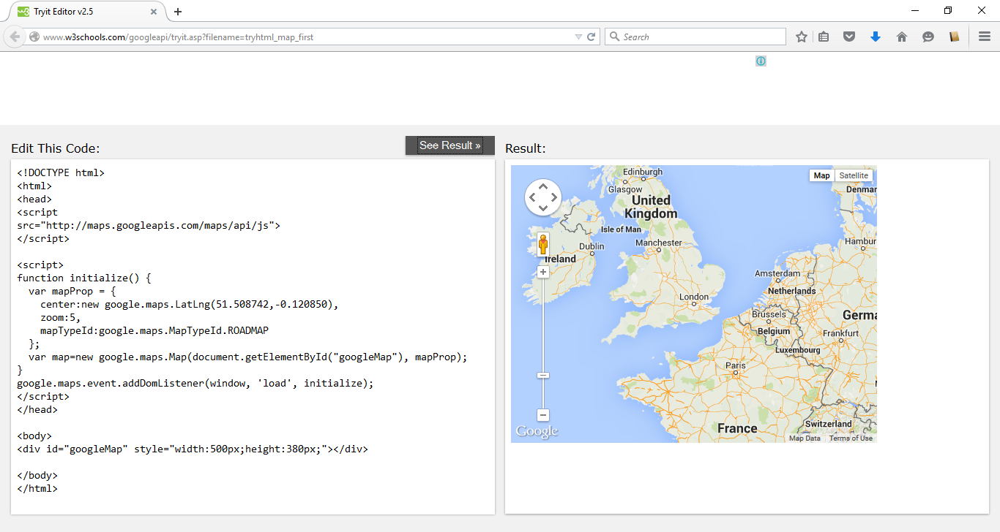 Tryit Editor v2.5
www.w3schools.com/googleapi/tryit.asp?filename=tryhtml_map_first
Search
Edit This Code:
See Result »
Result:
<!DOCTYPE html>
<html>
<head>
<script
src="http://maps.googleapis.com/maps/api/js">
</script>
<script>
function initialize() {
  var mapProp = {
    center:new google.maps.LatLng(51.508742,-0.120850),
    zoom:5,
    mapTypeId:google.maps.MapTypeId.ROADMAP
  };
  var map=new google.maps.Map(document.getElementById("googleMap"), mapProp);
}
google.maps.event.addDomListener(window, 'load', initialize);
</script>
</head>
<body>
<div id="googleMap" style="width:500px;height:380px;"></div>
</body>
</html>
Edinburgh
Map Satellite
Glasgow
Denmar
United
Kingdom
Isle of Man
Hambur
Manchester
Dublin
Ireland
Amsterdam
Netherlands
London
Brussels
Germa
Belgium
Frankfurt
Luxembourg
Paris
Switzerland
France
Google
Map Data Terms of Use